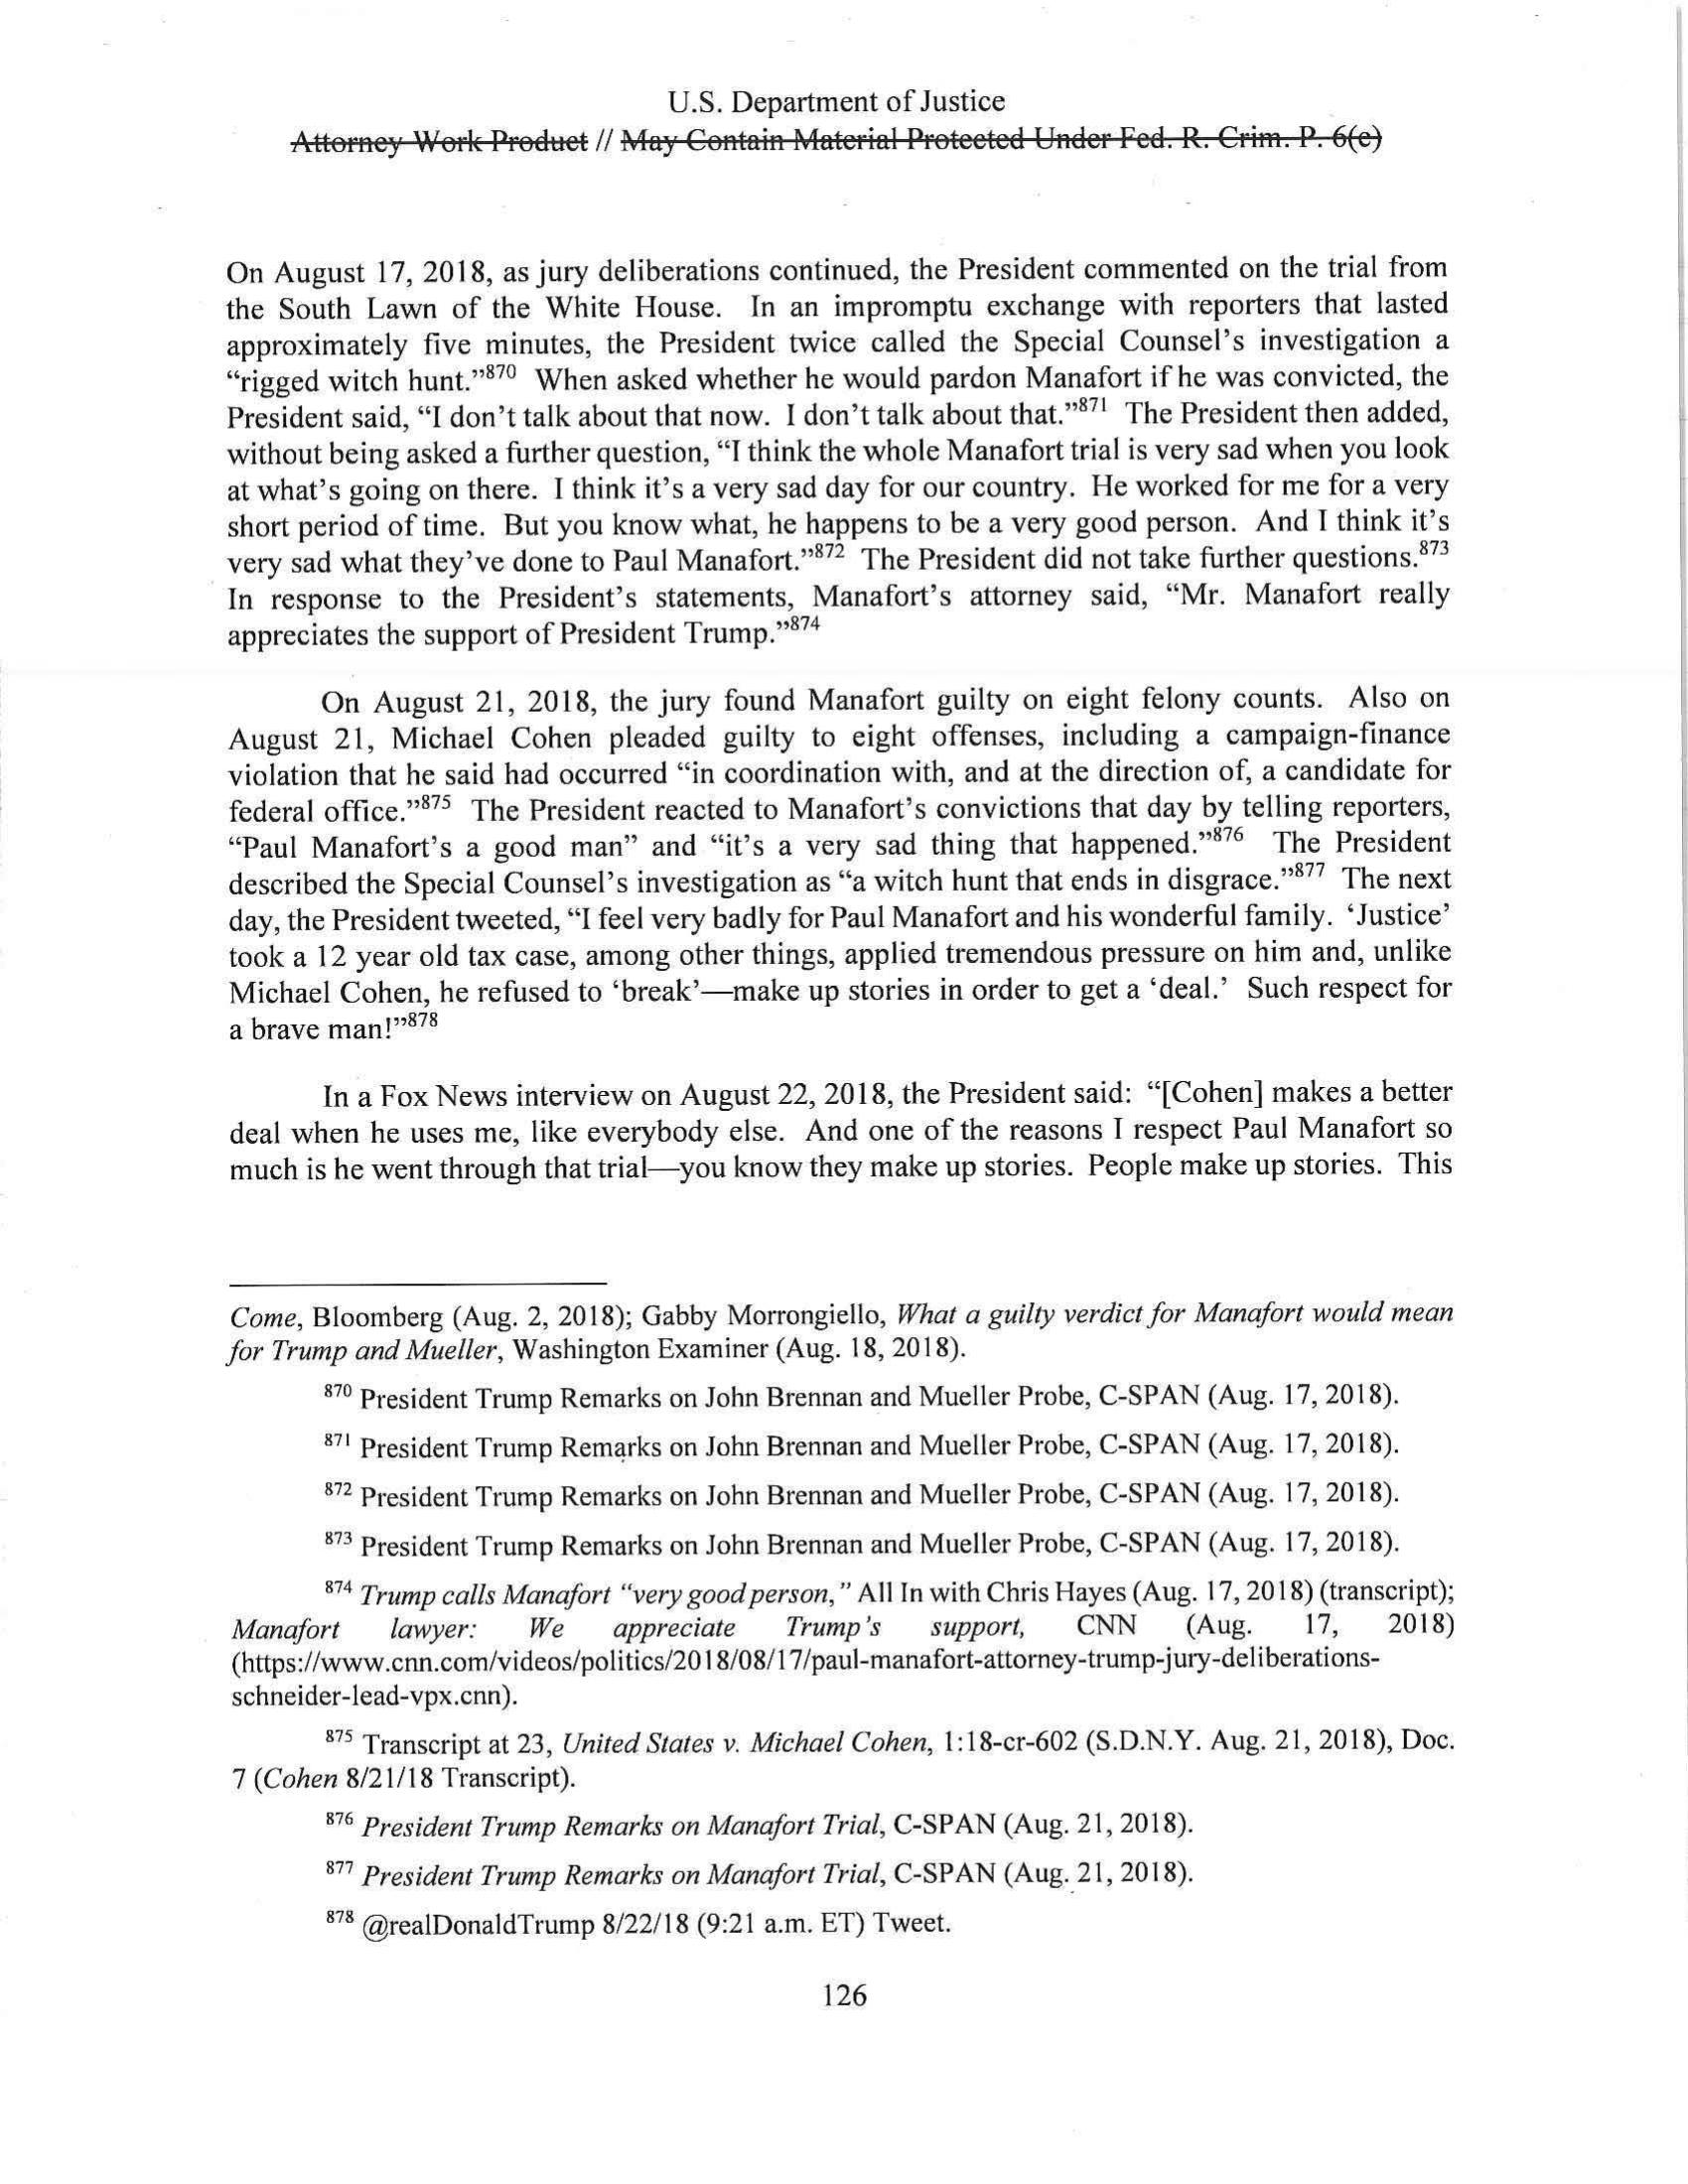 U.S. Department of Justice
Attorney Work Product // May Contain Material Protected Under Fed. R. Crim. P. 6(e)
On August 17, 2018, as jury deliberations continued, the President commented on the trial from
the South Lawn of the White House. In an impromptu exchange with reporters that lasted
approximately five minutes, the President twice called the Special Counsel's investigation a
“rigged witch hunt.”870 When asked whether he would pardon Manafort if he was convicted, the
President said, “I don't talk about that now. I don't talk about that.”871 The President then added,
without being asked a further question, “I think the whole Manafort trial is very sad when you look
at what's going on there. I think it's a very sad day for our country. He worked for me for a very
short period of time. But you know what, he happens to be a very good person. And I think it's
very sad what they've done to Paul Manafort.”872 The President did not take further questions.873
In response to the President's statements, Manafort's attorney said, “Mr. Manafort really
appreciates the support of President Trump.”874
On August 21, 2018, the jury found Manafort guilty on eight felony counts. Also on
August 21, Michael Cohen pleaded guilty to eight offenses, including a campaign-finance
violation that he said had occurred “in coordination with, and at the direction of, a candidate for
federal office.”875 The President reacted to Manafort's convictions that day by telling reporters,
“Paul Manafort's a good man” and “it's a very sad thing that happened.”876 The President
described the Special Counsel's investigation as “a witch hunt that ends in disgrace.”877 The next
day, the President tweeted, “I feel very badly for Paul Manafort and his wonderful family. ‘Justice’
took a 12 year old tax case, among other things, applied tremendous pressure on him and, unlike
Michael Cohen, he refused to ‘break’—make up stories in order to get a ‘deal.’ Such respect for
a brave man!”878
In a Fox News interview on August 22, 2018, the President said: “[Cohen] makes a better
deal when he uses me, like everybody else. And one of the reasons I respect Paul Manafort so
much is he went through that trial—you know they make up stories. People make up stories. This
Come, Bloomberg (Aug. 2, 2018); Gabby Morrongiello, What a guilty verdict for Manafort would mean
for Trump and Mueller, Washington Examiner (Aug. 18, 2018).
870 President Trump Remarks on John Brennan and Mueller Probe, C-SPAN (Aug. 17, 2018).
871 President Trump Remarks on John Brennan and Mueller Probe, C-SPAN (Aug. 17, 2018).
872 President Trump Remarks on John Brennan and Mueller Probe, C-SPAN (Aug. 17, 2018).
873 President Trump Remarks on John Brennan and Mueller Probe, C-SPAN (Aug. 17, 2018).
874 Trump calls Manafort “very good person,” All In with Chris Hayes (Aug. 17, 2018) (transcript);
Manafort lawyer: We appreciate Trump's support, CNN (Aug. 17, 2018)
(https://www.cnn.com/videos/politics/2018/08/17/paul-manafort-attorney-trump-jury-deliberations-
schneider-lead-vpx.cnn).
875 Transcript at 23, United States v. Michael Cohen, 1:18-cr-602 (S.D.N.Y. Aug. 21, 2018), Doc.
7 (Cohen 8/21/18 Transcript).
876 President Trump Remarks on Manafort Trial, C-SPAN (Aug. 21, 2018).
877 President Trump Remarks on Manafort Trial, C-SPAN (Aug. 21, 2018).
878 @realDonaldTrump 8/22/18 (9:21 a.m. ET) Tweet.
126